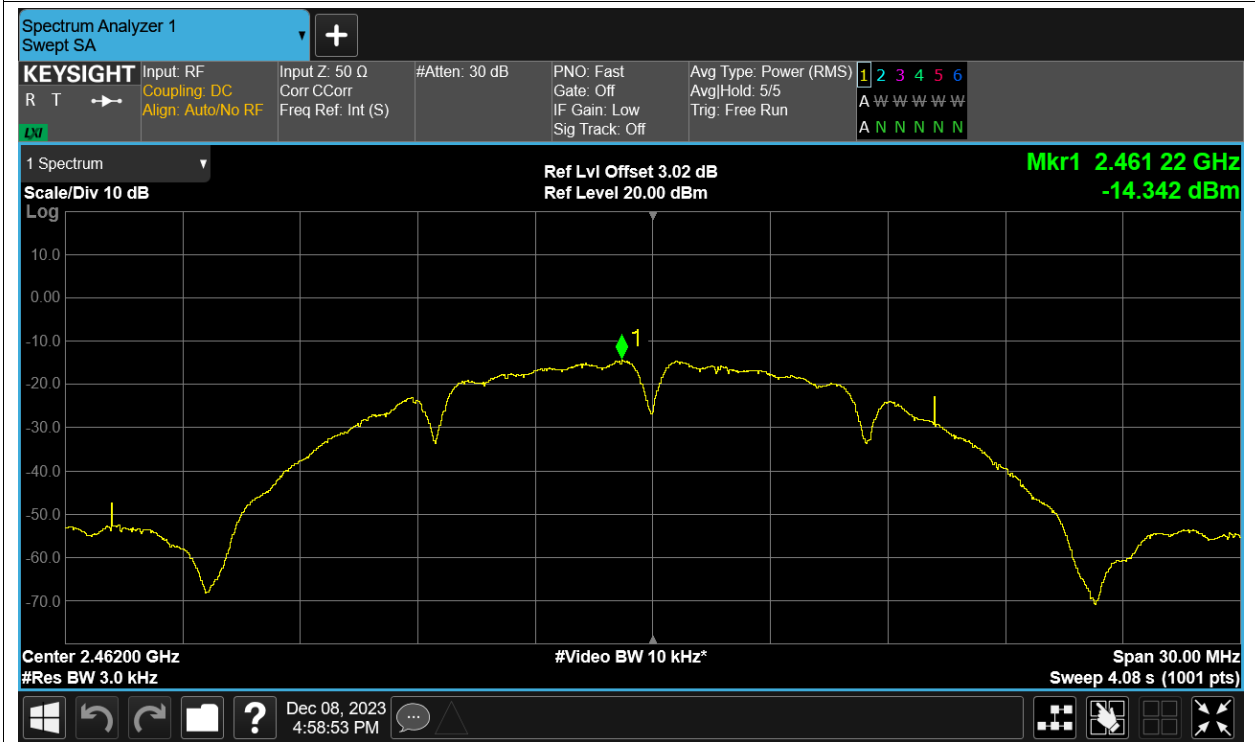 Spectrum Analyzer 1
Swept SA
+
KEYSIGHT
R T
LXI
Input: RF
Coupling: DC
Align: Auto/No RF
Input Z: 50 Ω
Corr CCorr
Freq Ref: Int (S)
#Atten: 30 dB
PNO: Fast
Gate: Off
IF Gain: Low
Sig Track: Off
Avg Type: Power (RMS)
Avg|Hold: 5/5
Trig: Free Run
1 2 3 4 5 6
A W W W W W
A N N N N N
1 Spectrum
Scale/Div 10 dB
Log
Ref Lvl Offset 3.02 dB
Ref Level 20.00 dBm
Mkr1 2.461 22 GHz
-14.342 dBm
10.0
0.00
-10.0
1
-20.0
-30.0
-40.0
-50.0
-60.0
-70.0
Center 2.46200 GHz
#Res BW 3.0 kHz
#Video BW 10 kHz*
Span 30.00 MHz
Sweep 4.08 s (1001 pts)
?
Dec 08, 2023
4:58:53 PM